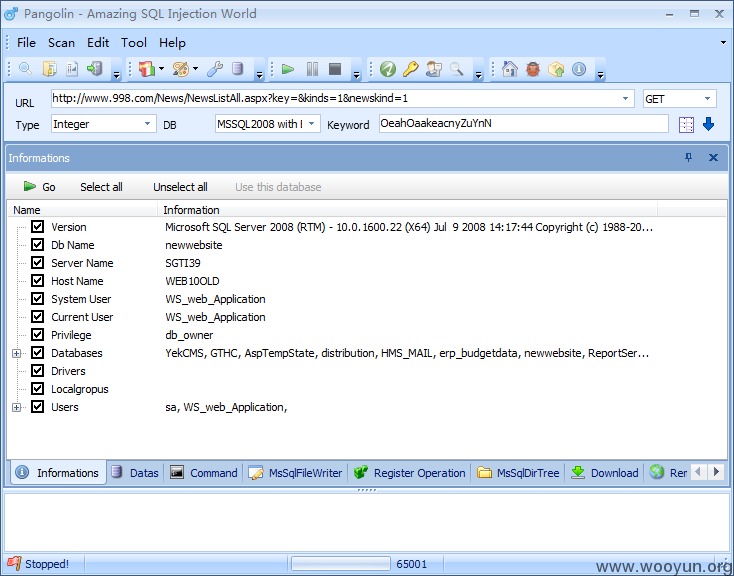 Pangolin - Amazing SQL Injection World
File Scan Edit Tool Help
URL http://www.998.com/News/NewsListAll.aspx?key=&kinds=1&newskind=1 GET
Type Integer DB MSSQL2008 with Keyword OeahOaakeacnyZuYnN
Informations
Go Select all Unselect all Use this database
Name Information
Version Microsoft SQL Server 2008 (RTM) - 10.0.1600.22 (X64) Jul 9 2008 14:17:44 Copyright (c) 1988-20...
Db Name newwebsite
Server Name SGTI39
Host Name WEB10OLD
System User WS_web_Application
Current User WS_web_Application
Privilege db_owner
Databases YekCMS, GTHC, AspTempState, distribution, HMS_MAIL, erp_budgetdata, newwebsite, ReportSer...
Drivers
Localgropus
Users sa, WS_web_Application,
Informations Datas Command MsSqlFileWriter Register Operation MsSqlDirTree Download Rer
Stopped! 65001
www.wooyun.org